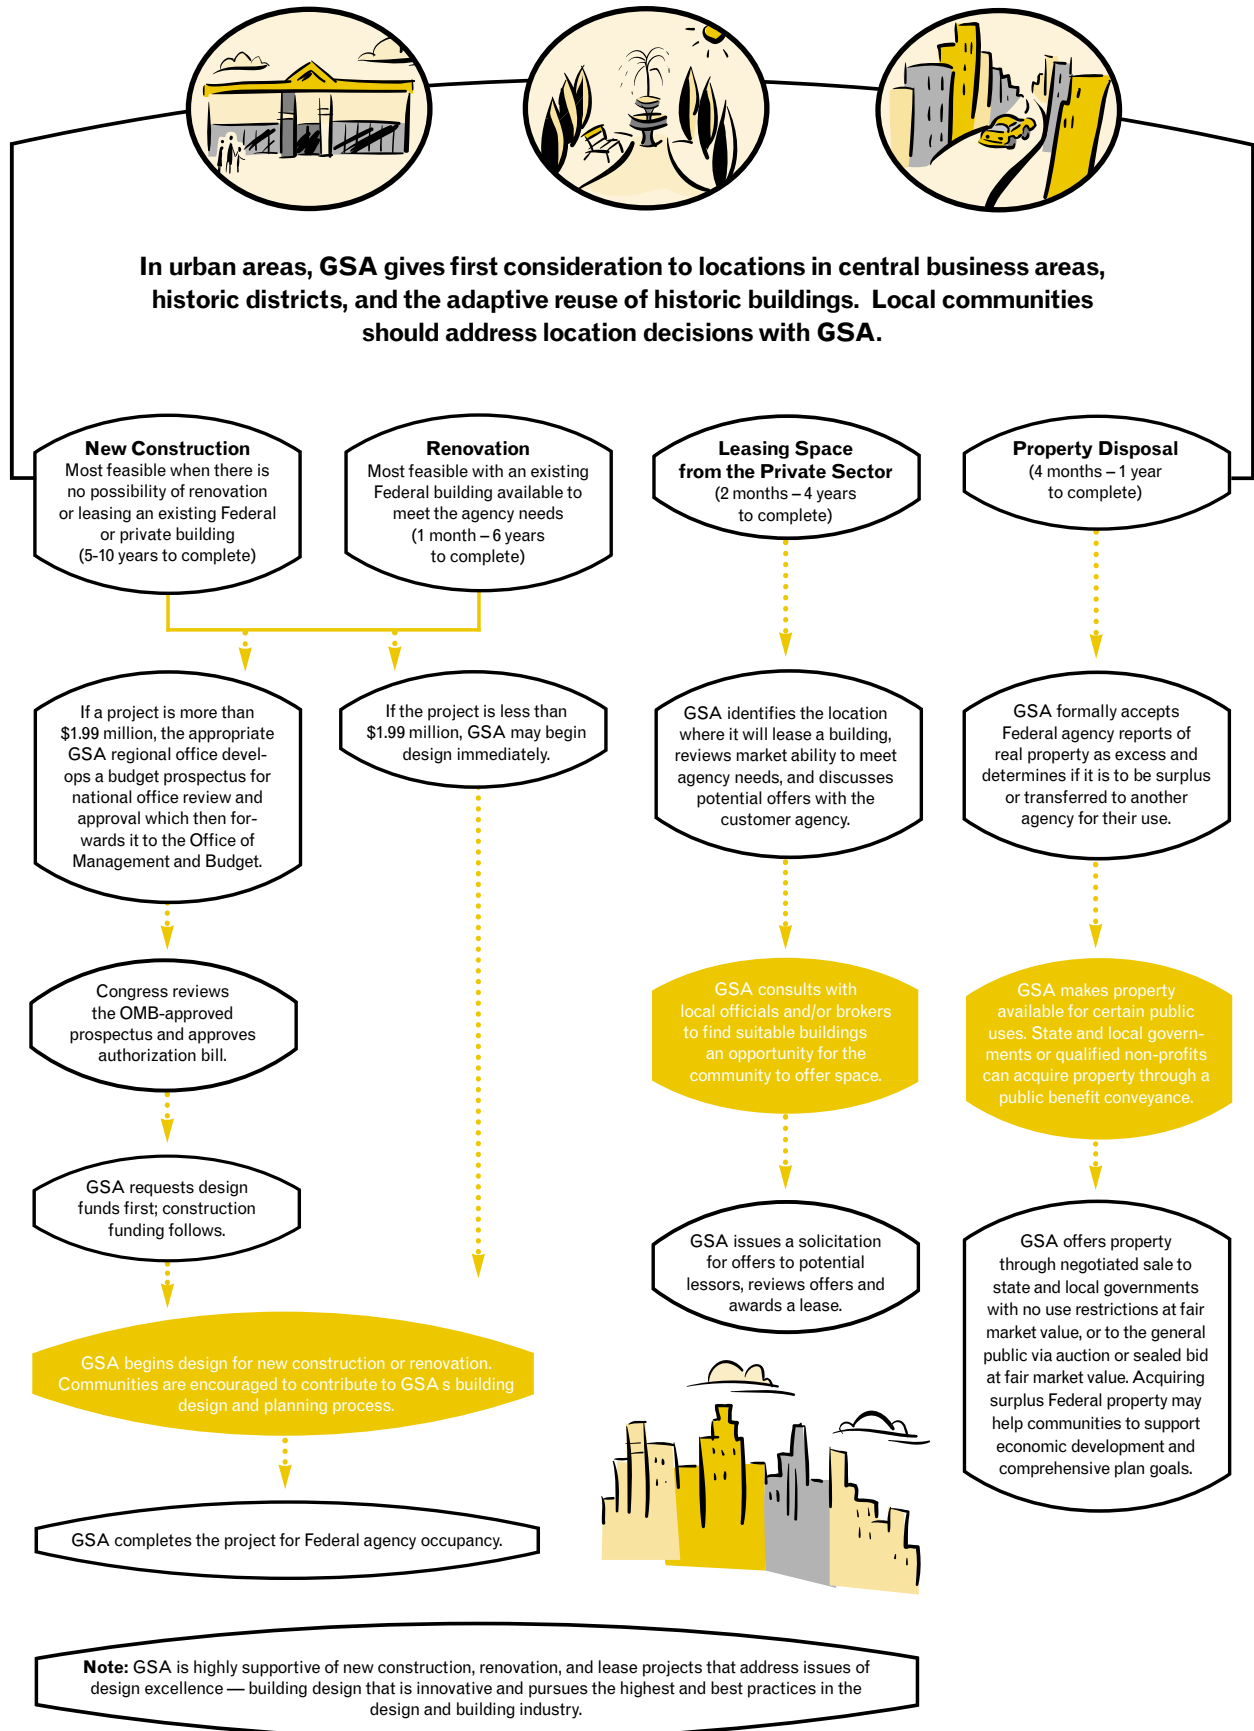 In urban areas, GSA gives first consideration to locations in central business areas,
historic districts, and the adaptive reuse of historic buildings. Local communities
should address location decisions with GSA.
New Construction
Most feasible when there is
no possibility of renovation
or leasing an existing Federal
or private building
(5-10 years to complete)
Renovation
Most feasible with an existing
Federal building available to
meet the agency needs
(1 month – 6 years
to complete)
Leasing Space
from the Private Sector
(2 months – 4 years
to complete)
Property Disposal
(4 months – 1 year
to complete)
If a project is more than
$1.99 million, the appropriate
GSA regional office devel-
ops a budget prospectus for
national office review and
approval which then for-
wards it to the Office of
Management and Budget.
If the project is less than
$1.99 million, GSA may begin
design immediately.
GSA identifies the location
where it will lease a building,
reviews market ability to meet
agency needs, and discusses
potential offers with the
customer agency.
GSA formally accepts
Federal agency reports of
real property as excess and
determines if it is to be surplus
or transferred to another
agency for their use.
Congress reviews
the OMB-approved
prospectus and approves
authorization bill.
GSA consults with
local officials and/or brokers
to find suitable buildings
an opportunity for the
community to offer space.
GSA makes property
available for certain public
uses. State and local govern-
ments or qualified non-profits
can acquire property through a
public benefit conveyance.
GSA requests design
funds first; construction
funding follows.
GSA issues a solicitation
for offers to potential
lessors, reviews offers and
awards a lease.
GSA offers property
through negotiated sale to
state and local governments
with no use restrictions at fair
market value, or to the general
public via auction or sealed bid
at fair market value. Acquiring
surplus Federal property may
help communities to support
economic development and
comprehensive plan goals.
GSA begins design for new construction or renovation.
Communities are encouraged to contribute to GSA s building
design and planning process.
GSA completes the project for Federal agency occupancy.
Note: GSA is highly supportive of new construction, renovation, and lease projects that address issues of
design excellence — building design that is innovative and pursues the highest and best practices in the
design and building industry.